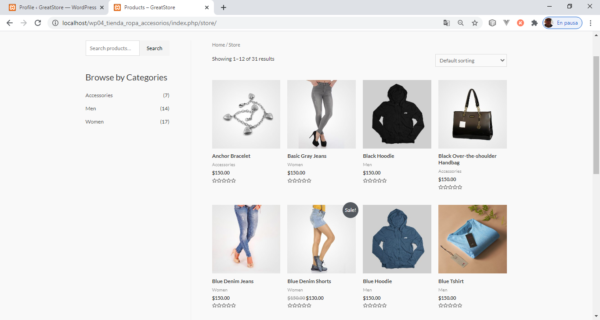 Profile ‹ GreatStore — WordPress
Products – GreatStore
localhost/wp04_tienda_ropa_accesorios/index.php/store/
En pausa
Search products...
Search
Home / Store
Showing 1–12 of 31 results
Default sorting
Browse by Categories
Accessories (7)
Men (14)
Women (17)
Anchor Bracelet
Accessories
$150.00
Basic Gray Jeans
Women
$150.00
Black Hoodie
Men
$150.00
Black Over-the-shoulder
Handbag
Accessories
$150.00
Blue Denim Jeans
Women
$150.00
Sale!
Blue Denim Shorts
Women
$150.00 $130.00
Blue Hoodie
Men
$150.00
Blue Tshirt
Men
$150.00